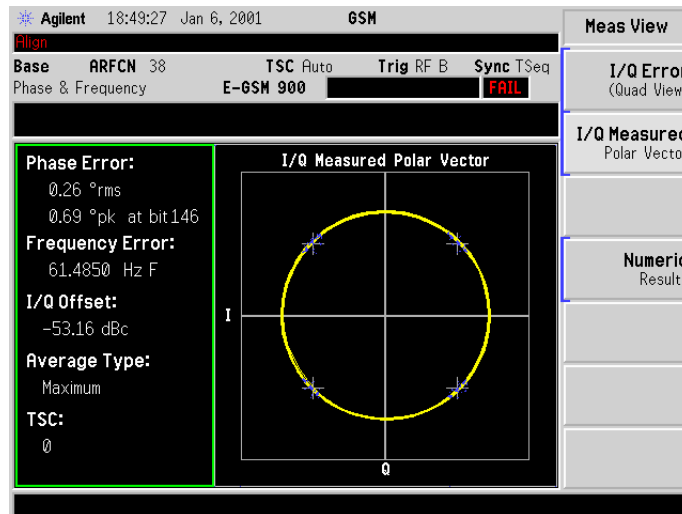 Agilent 18:49:27 Jan 6, 2001 GSM
Meas View
Align
Base ARFCN 38 TSC Auto Trig RF B Sync TSeq
Phase & Frequency E-GSM 900 FAIL
I/Q Error
(Quad View
I/Q Measured
Polar Vecto
Numeric
Result
Phase Error:
0.26 °rms
0.69 °pk at bit 146
Frequency Error:
61.4850 Hz F
I/Q Offset:
-53.16 dBc
Average Type:
Maximum
TSC:
0
I/Q Measured Polar Vector
I
Q